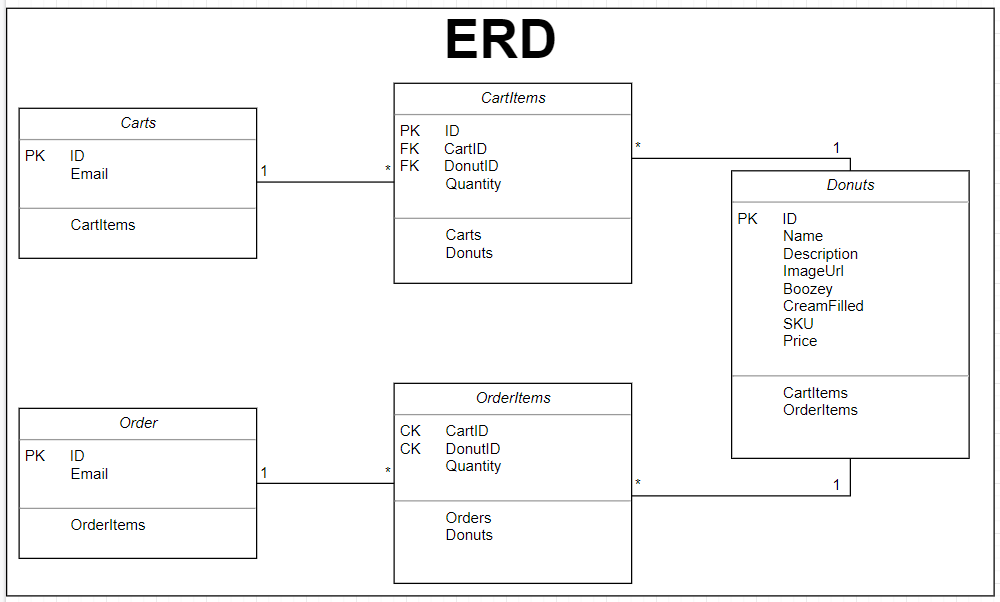 ERD
Carts
PK ID
Email
CartItems
1 *
CartItems
PK ID
FK CartID
FK DonutID
Quantity
Carts
Donuts
* 1
Donuts
PK ID
Name
Description
ImageUrl
Boozey
CreamFilled
SKU
Price
CartItems
OrderItems
Order
PK ID
Email
OrderItems
1 *
OrderItems
CK CartID
CK DonutID
Quantity
Orders
Donuts
* 1